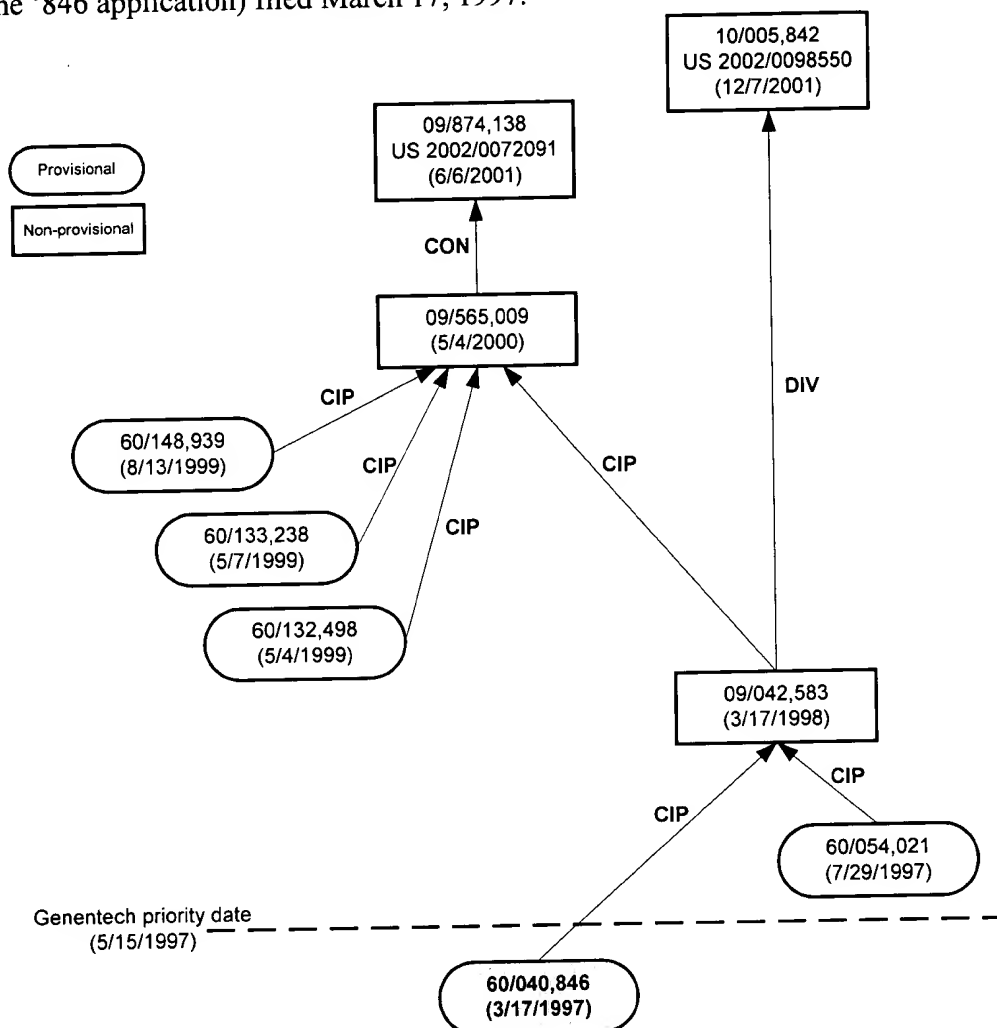 ‘846 application) filed March 17, 1997.
10/005,842
US 2002/0098550
(12/7/2001)
09/874,138
US 2002/0072091
(6/6/2001)
Provisional
Non-provisional
CON
09/565,009
(5/4/2000)
DIV
CIP
60/148,939
(8/13/1999)
CIP
CIP
60/133,238
(5/7/1999)
CIP
60/132,498
(5/4/1999)
09/042,583
(3/17/1998)
CIP
CIP
60/054,021
(7/29/1997)
Genentech priority date
(5/15/1997)
60/040,846
(3/17/1997)